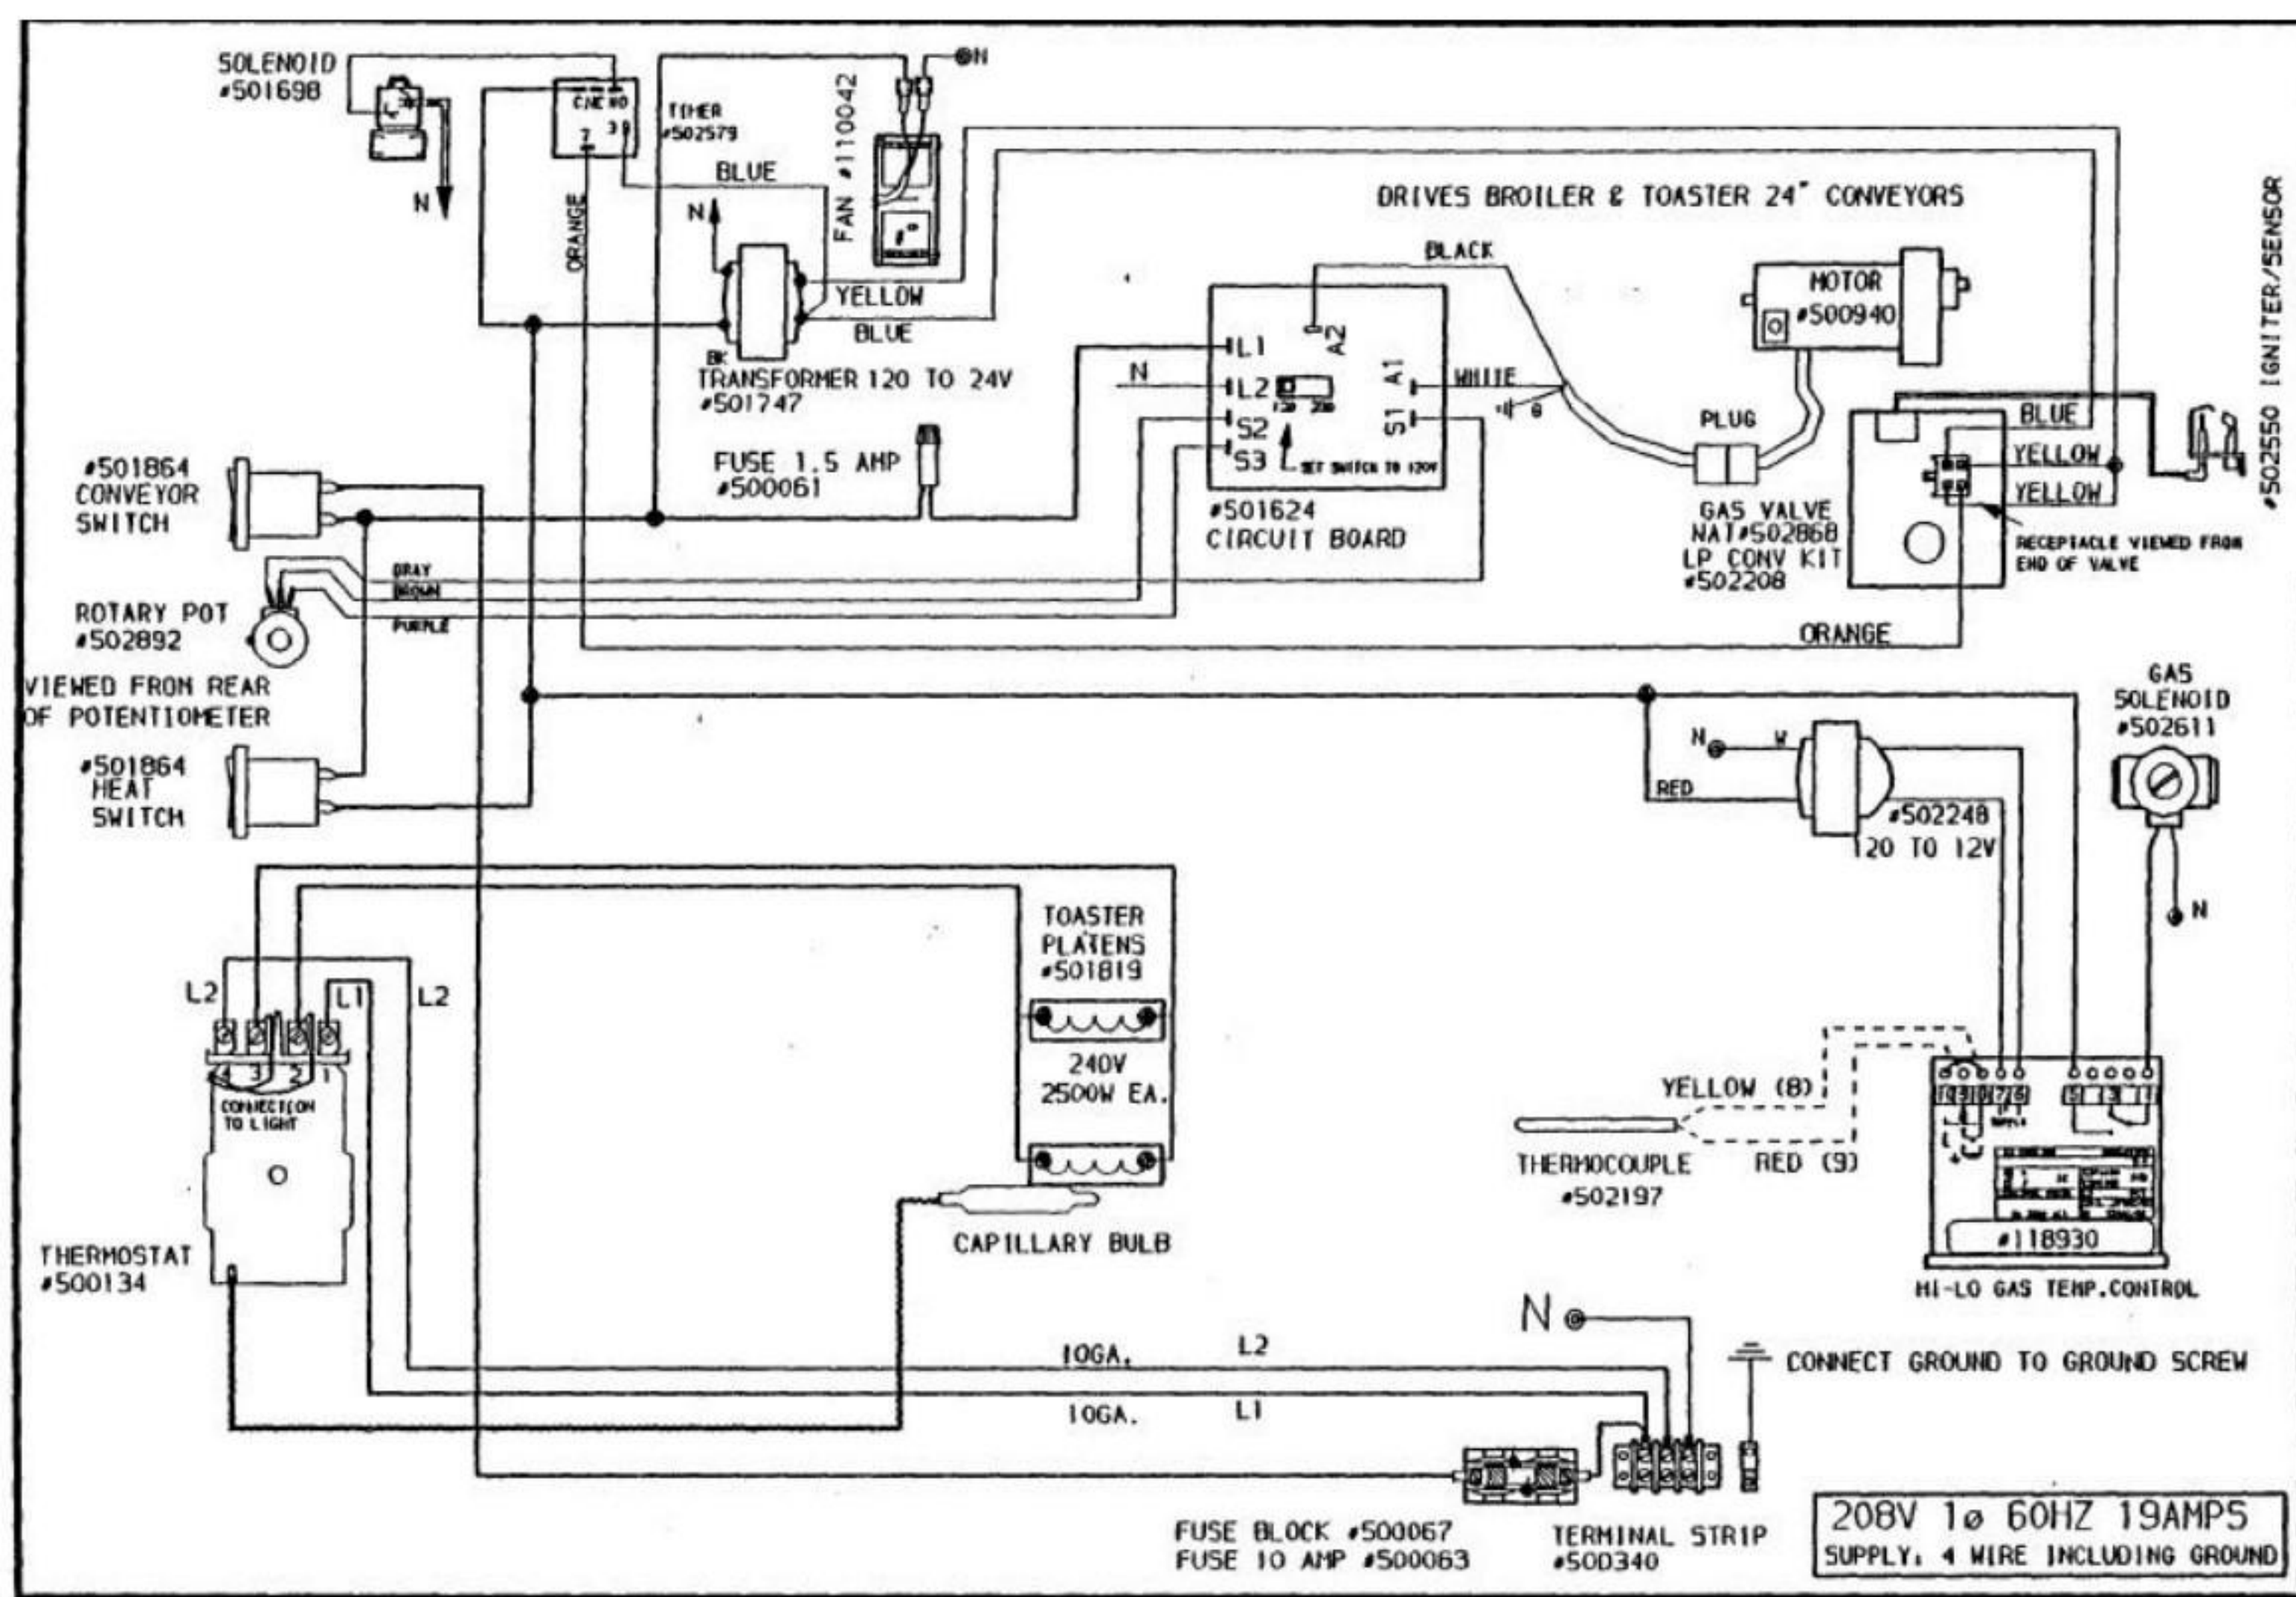 SOLENOID
#501698
N
C NC NO
2
3
TIMER
#502579
BLUE
ORANGE
N
FAN #110042
N
YELLOW
BLUE
BK
TRANSFORMER 120 TO 24V
#501747
DRIVES BROILER & TOASTER 24" CONVEYORS
BLACK
MOTOR
#500940
L1
A2
N
L2
A1
WHITE
S2
S1
G
S3
SET SWITCH TO 120V
#501624
CIRCUIT BOARD
PLUG
BLUE
YELLOW
YELLOW
#502550 IGNITER/SENSOR
GAS VALVE
NAT#502868
LP CONV KIT
#502208
RECEPTACLE VIEWED FROM
END OF VALVE
FUSE 1.5 AMP
#500061
#501864
CONVEYOR
SWITCH
GRAY
BROWN
PURPLE
ROTARY POT
#502892
VIEWED FROM REAR
OF POTENTIOMETER
ORANGE
#501864
HEAT
SWITCH
GAS
SOLENOID
#502611
N
W
RED
#502248
120 TO 12V
N
TOASTER
PLATENS
#501819
240V
2500W EA.
L2
L1
L2
4 3 2 1
CONNECTION
TO LIGHT
THERMOSTAT
#500134
CAPILLARY BULB
YELLOW (8)
RED (9)
THERMOCOUPLE
#502197
7 6
5 3 1
#118930
HI-LO GAS TEMP.CONTROL
N
10GA. L2
10GA. L1
CONNECT GROUND TO GROUND SCREW
FUSE BLOCK #500067
FUSE 10 AMP #500063
TERMINAL STRIP
#500340
208V 1ø 60HZ 19AMPS
SUPPLY: 4 WIRE INCLUDING GROUND